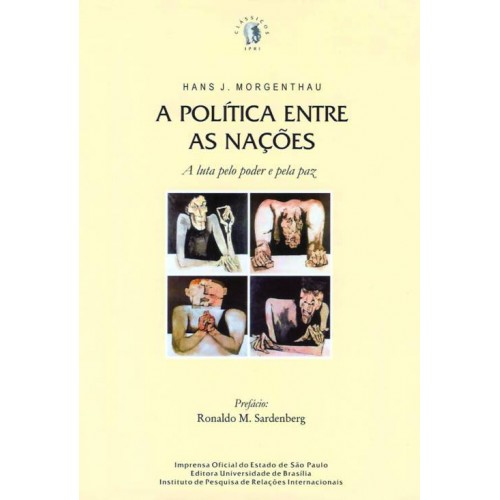 CLÁSSICOS
IPRI
HANS J. MORGENTHAU
A POLÍTICA ENTRE
AS NAÇÕES
A luta pelo poder e pela paz
Prefácio:
Ronaldo M. Sardenberg
Imprensa Oficial do Estado de São Paulo
Editora Universidade de Brasília
Instituto de Pesquisa de Relações Internacionais